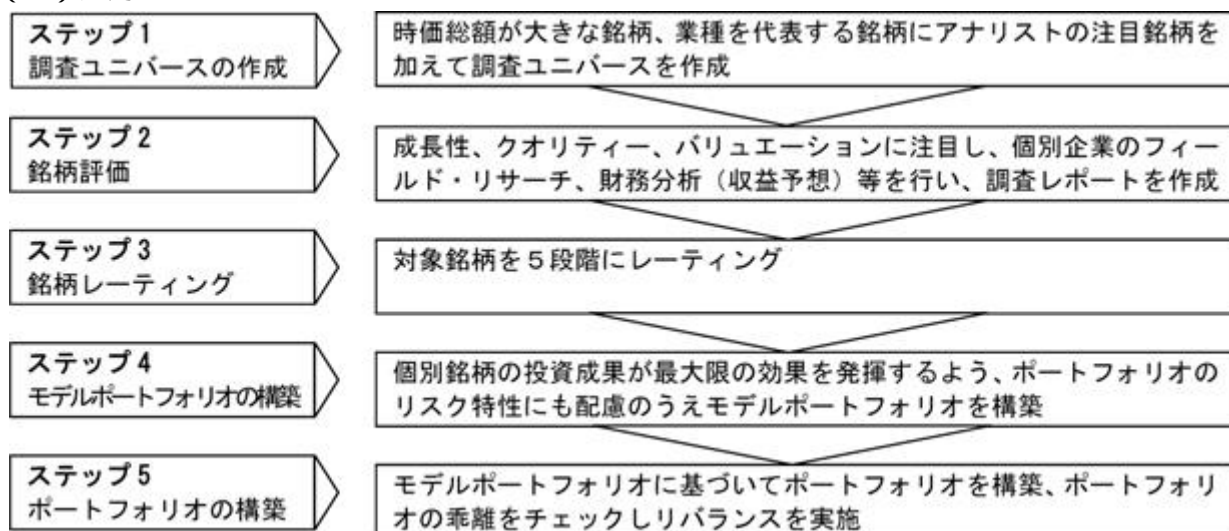 ステップ1
調査ユニバースの作成
時価総額が大きな銘柄、業種を代表する銘柄にアナリストの注目銘柄を
加えて調査ユニバースを作成
ステップ2
銘柄評価
成長性、クオリティー、バリュエーションに注目し、個別企業のフィー
ルド・リサーチ、財務分析（収益予想）等を行い、調査レポートを作成
ステップ3
銘柄レーティング
対象銘柄を５段階にレーティング
ステップ4
モデルポートフォリオの構築
個別銘柄の投資成果が最大限の効果を発揮するよう、ポートフォリオの
リスク特性にも配慮のうえモデルポートフォリオを構築
ステップ5
ポートフォリオの構築
モデルポートフォリオに基づいてポートフォリオを構築、ポートフォリ
オの乖離をチェックしリバランスを実施